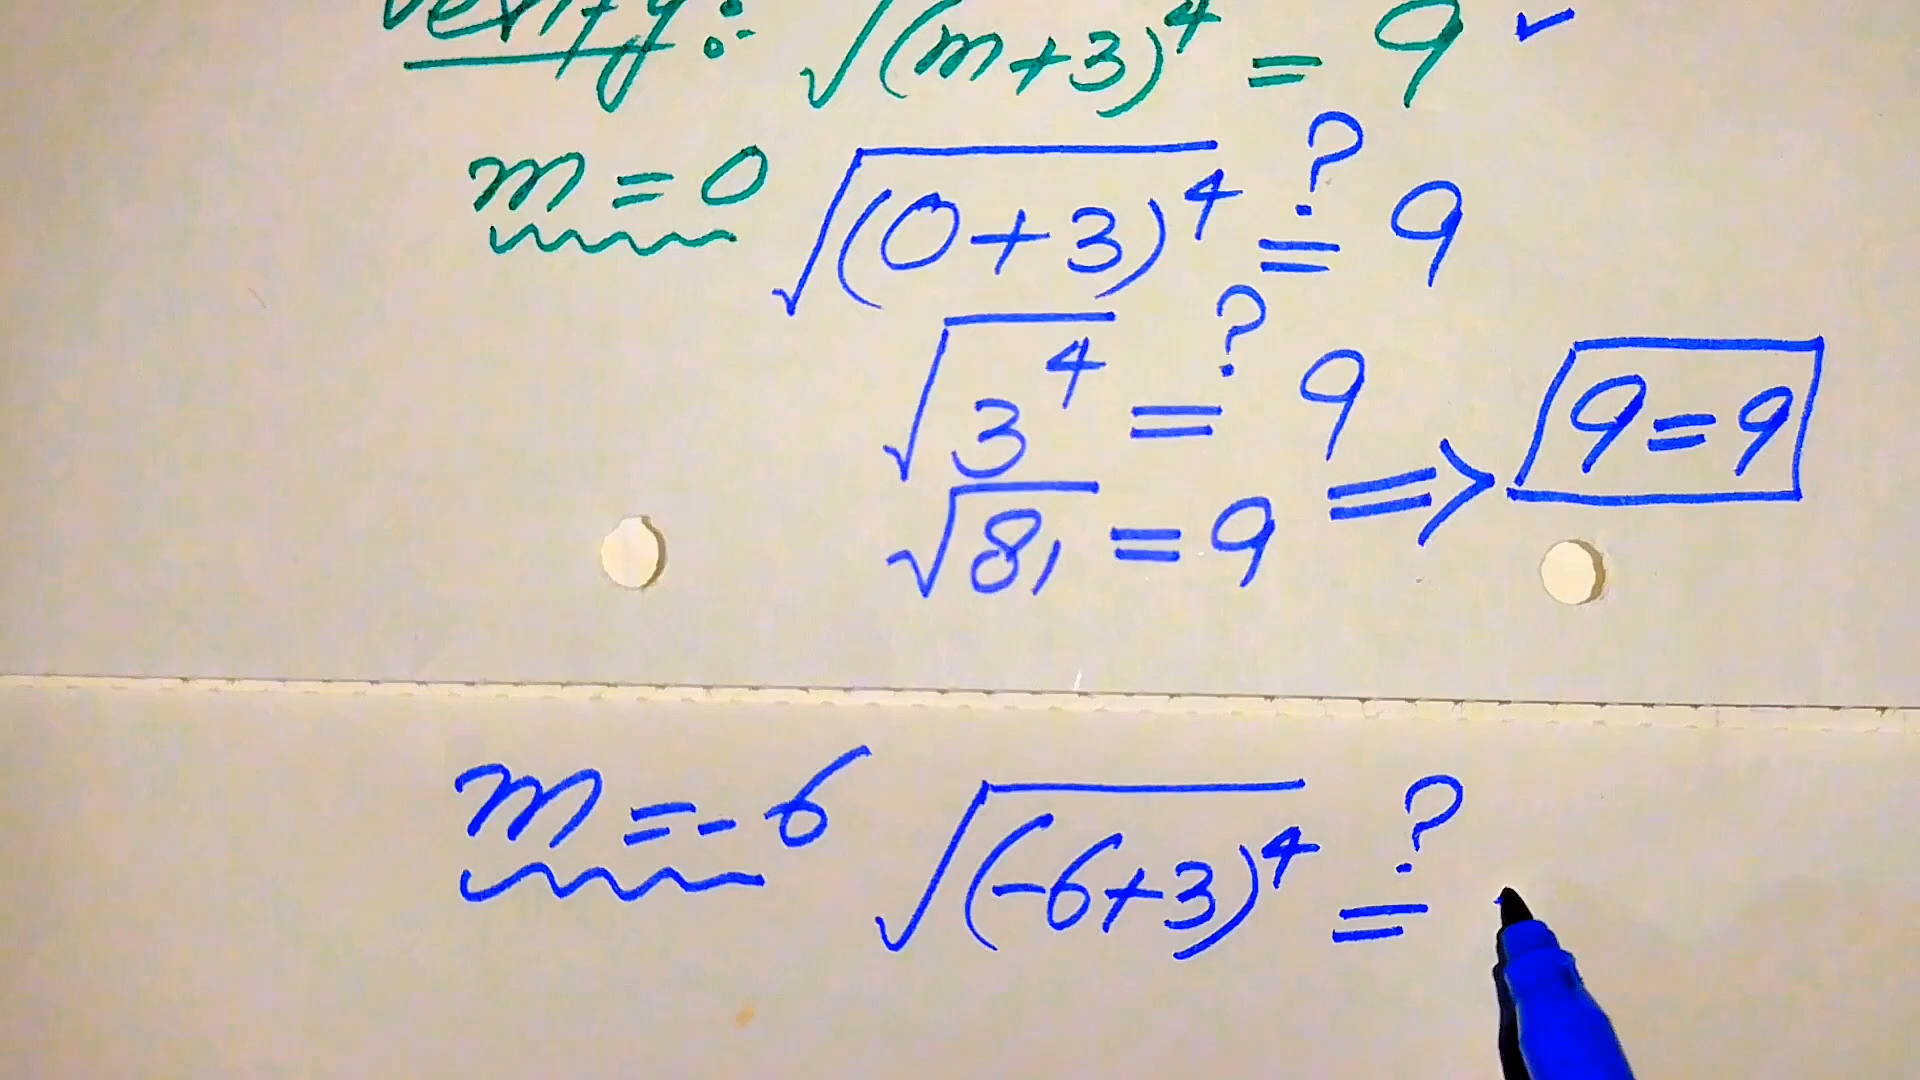 Verify: √(m+3)⁴ = 9 ✓
m = 0 √(0+3)⁴ ?= 9
√3⁴ ?= 9
√81 = 9 ⇒ 9 = 9
m = -6 √(-6+3)⁴ ?=